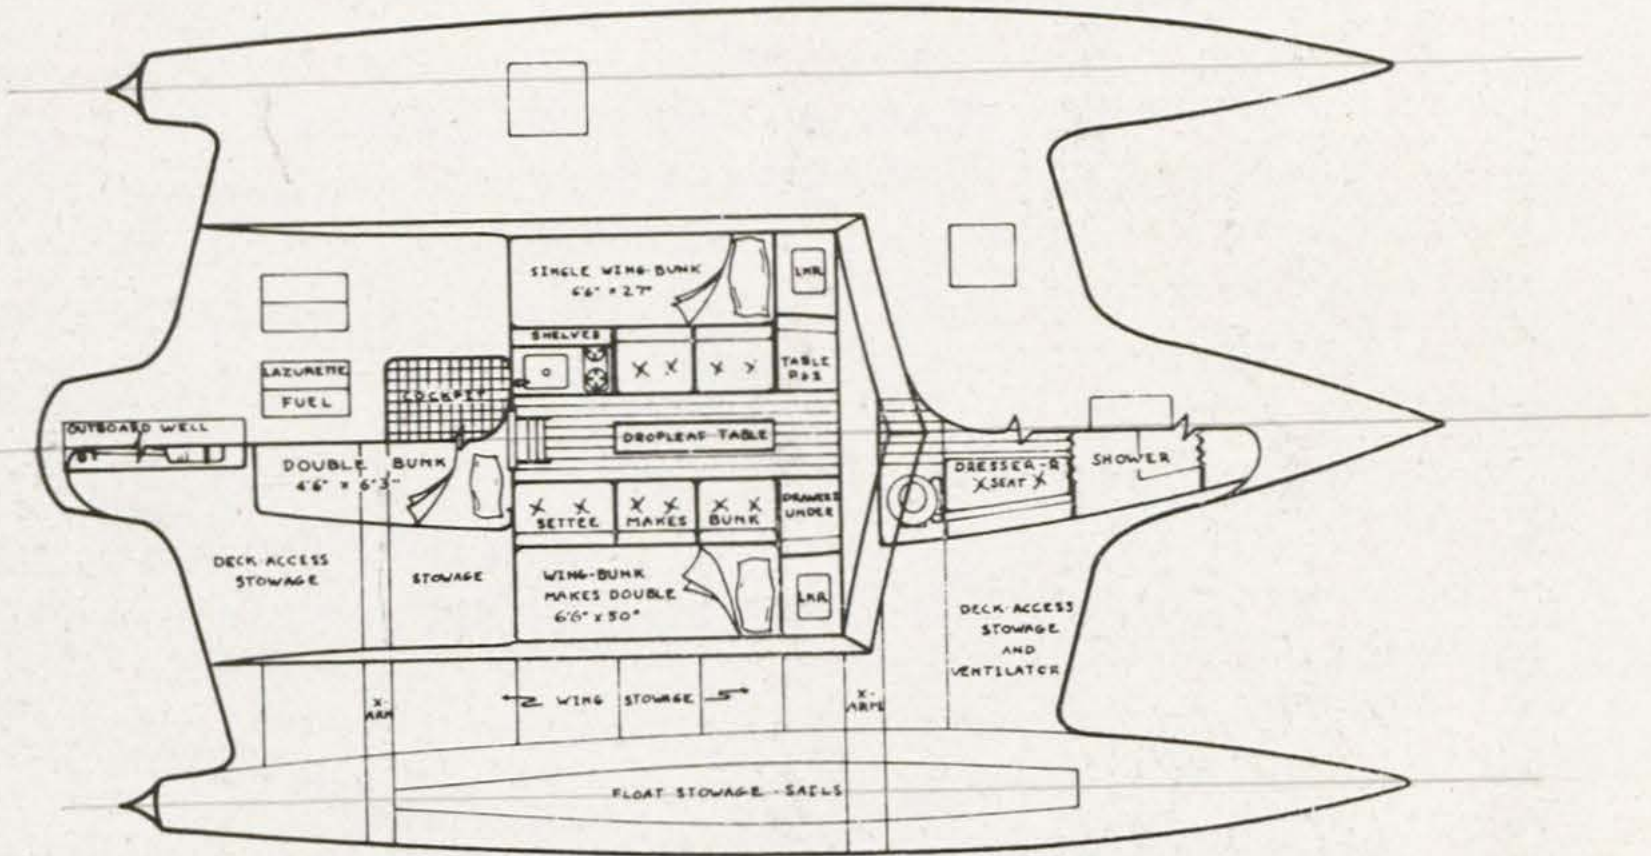 SINGLE WING-BUNK
6'6" x 27"
LKR
SHELVES
TABLE
LAZURETTE
FUEL
COCKPIT
OUTBOARD WELL
DROPLEAF TABLE
DOUBLE BUNK
4'6" x 6'3"
DRESSER-R
SEAT
SHOWER
SETTEE
MAKES
BUNK
DRAWERS
UNDER
DECK-ACCESS
STOWAGE
STOWAGE
WING-BUNK
MAKES DOUBLE
6'6" x 50"
LKR
DECK-ACCESS
STOWAGE
AND
VENTILATOR
X-
ARM
WING STOWAGE
X-
ARM
FLOAT STOWAGE - SAILS